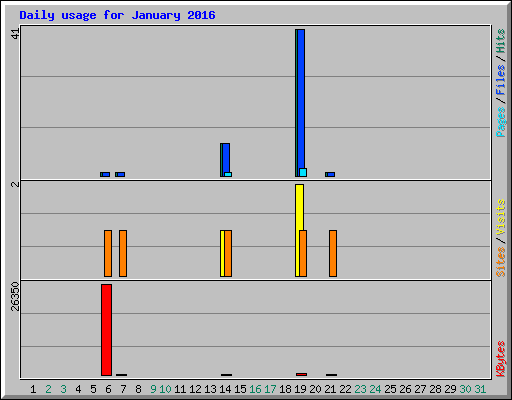 Daily usage for January 2016
41
2
26350
Pages/Files/Hits
Sites/Visits
KBytes
1 2 3 4 5 6 7 8 9 10 11 12 13 14 15 16 17 18 19 20 21 22 23 24 25 26 27 28 29 30 31